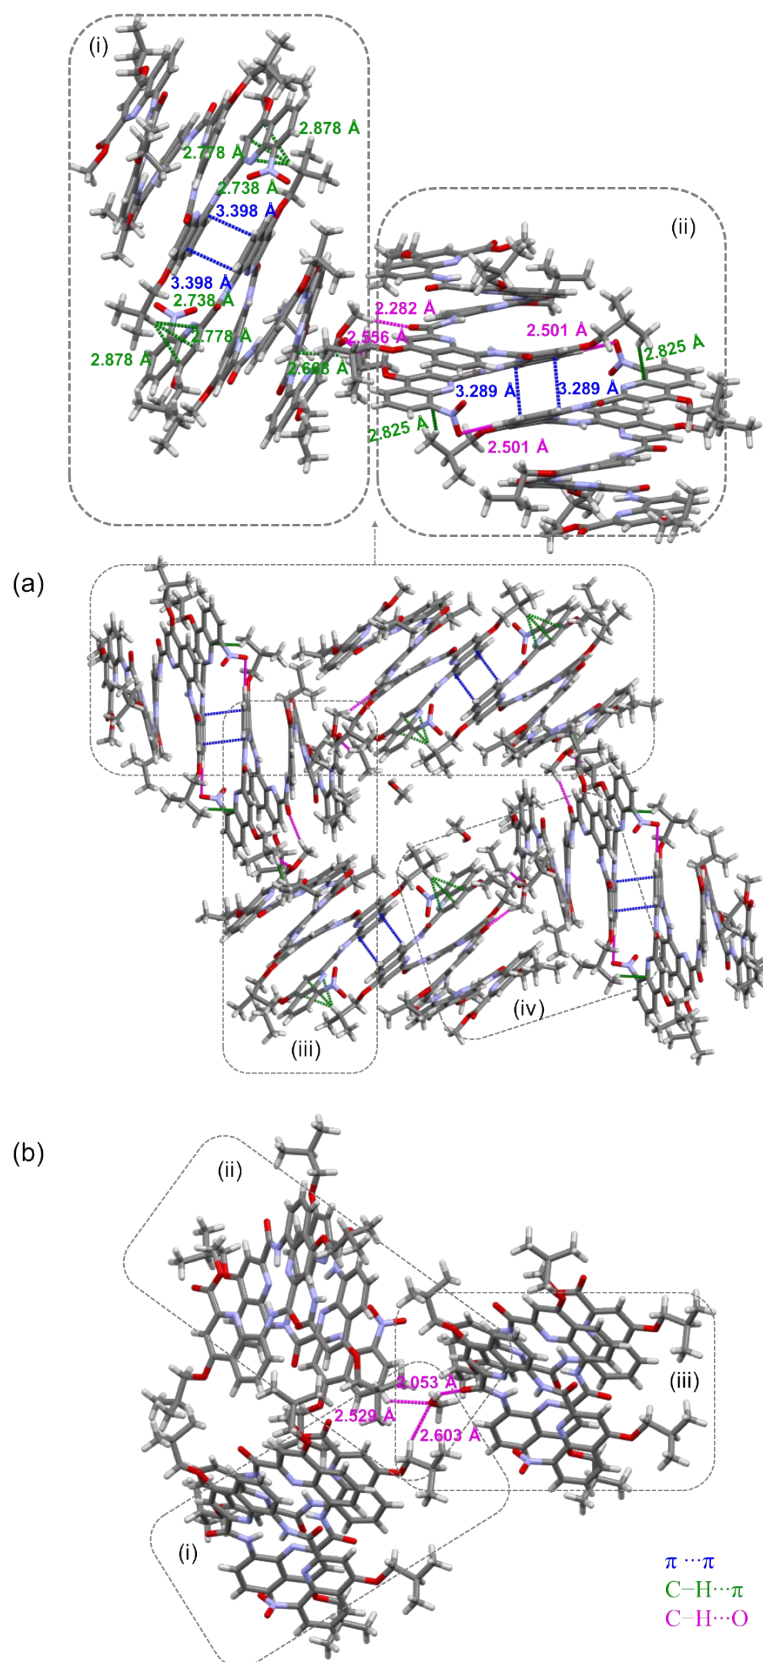 (i)
2.878 Å
2.778 Å
2.738 Å
3.398 Å
3.398 Å
2.738 Å
2.778 Å
2.878 Å
2.668 Å
(ii)
2.282 Å
2.556 Å
2.501 Å
2.825 Å
3.289 Å
3.289 Å
2.825 Å
2.501 Å
(a)
(iv)
(iii)
(b)
(ii)
2.053 Å
2.529 Å
2.603 Å
(iii)
(i)
π ···π
C−H···π
C−H···O